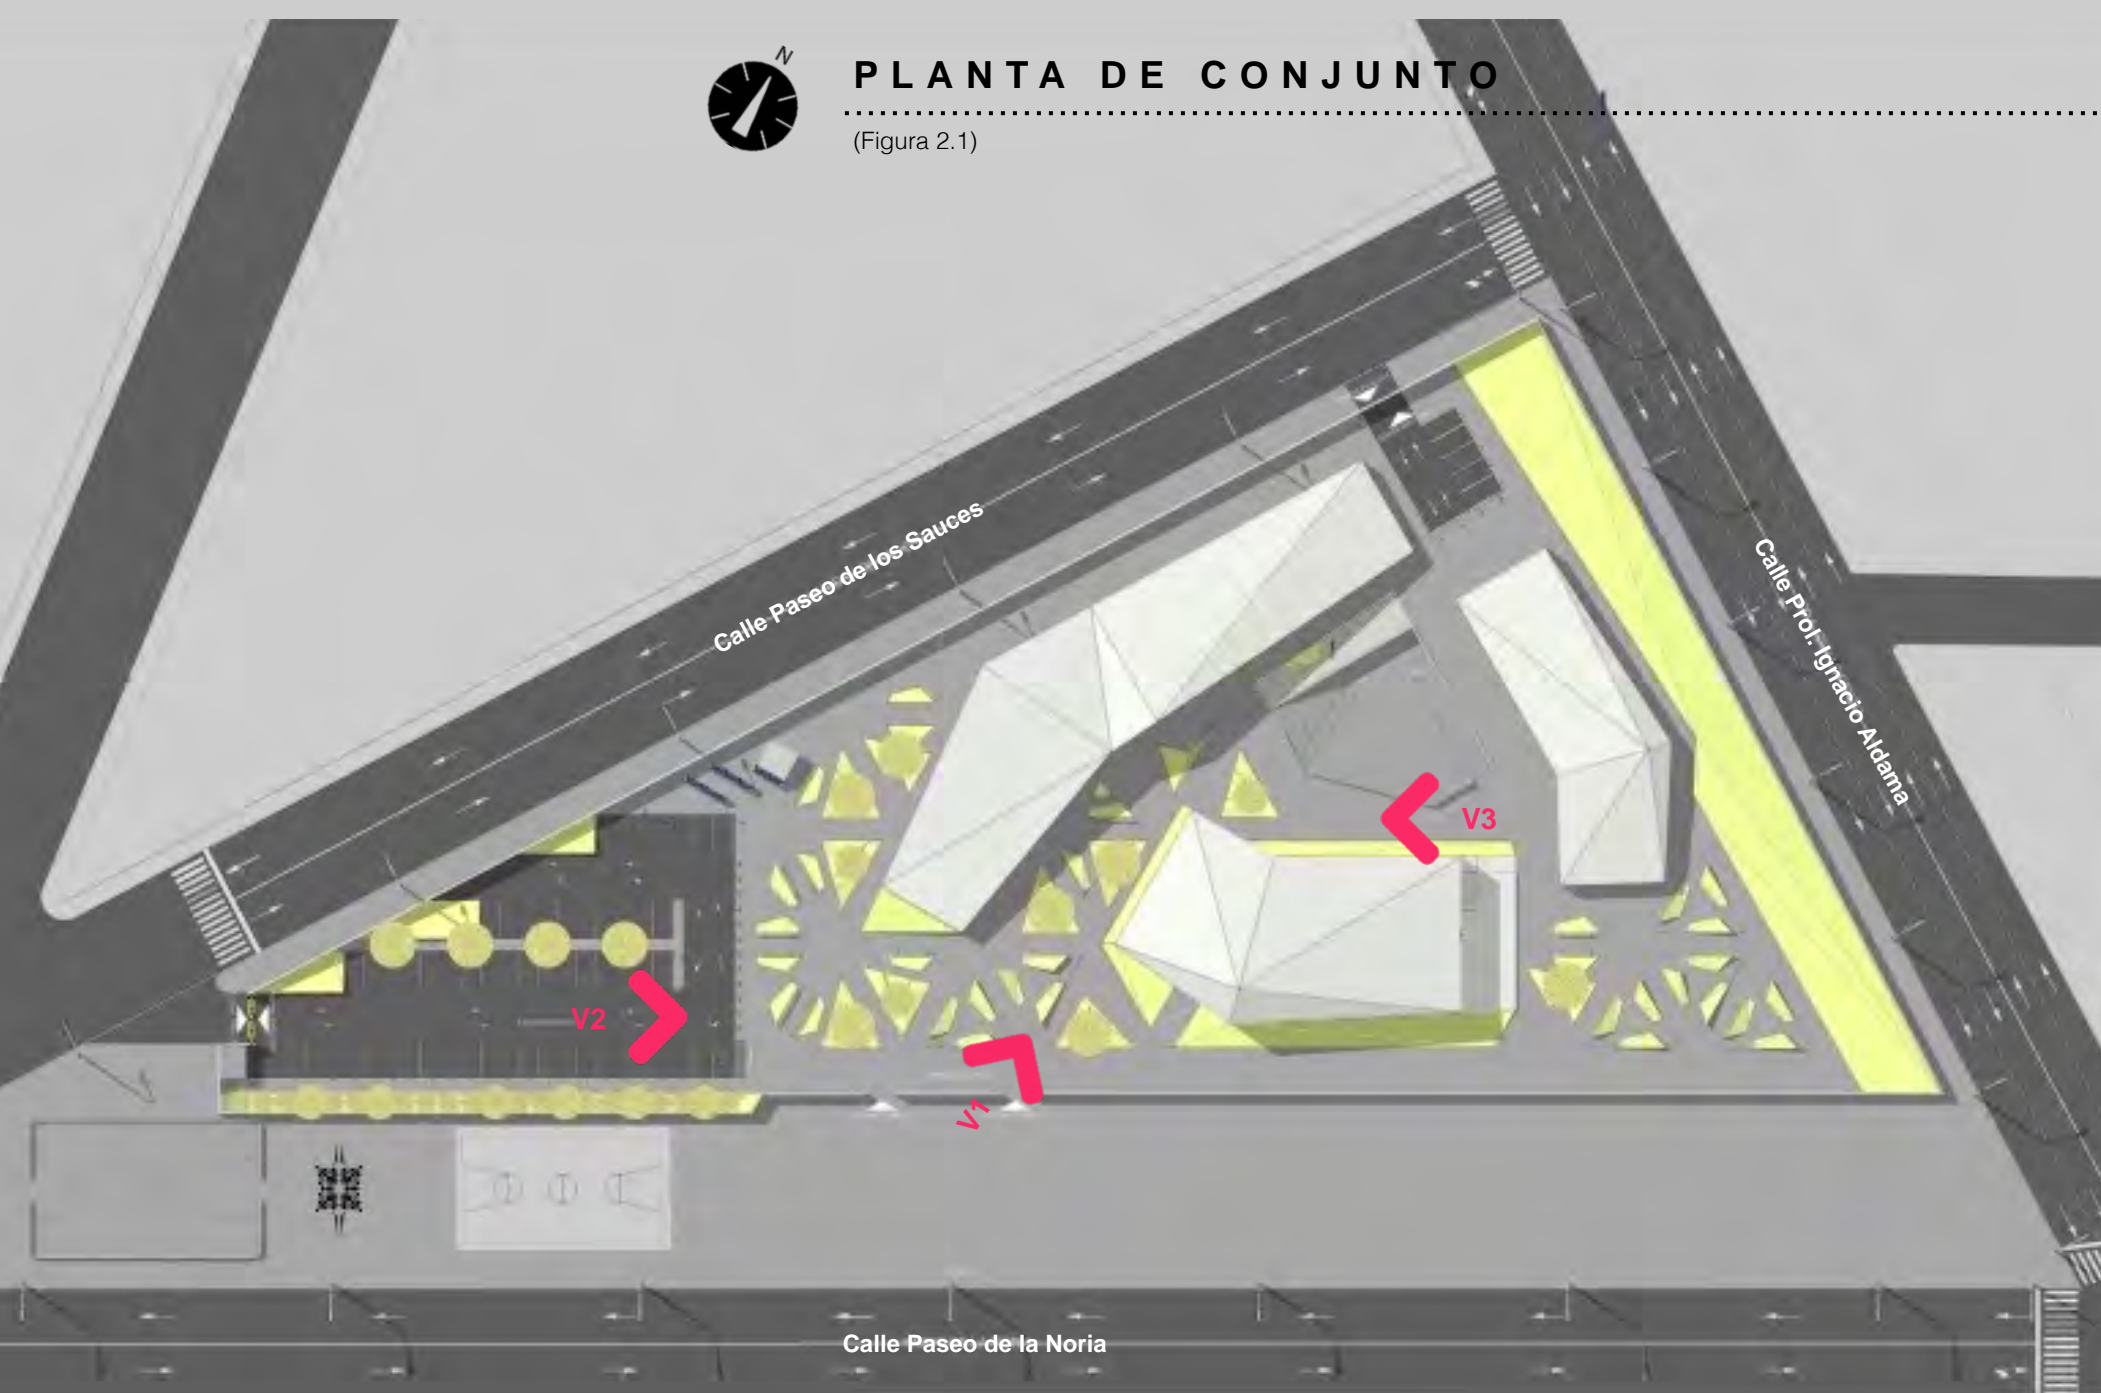 N
PLANTA DE CONJUNTO
(Figura 2.1)
Calle Paseo de los Sauces
Calle Prol. Ignacio Aldama
V3
V2
V1
Calle Paseo de la Noria